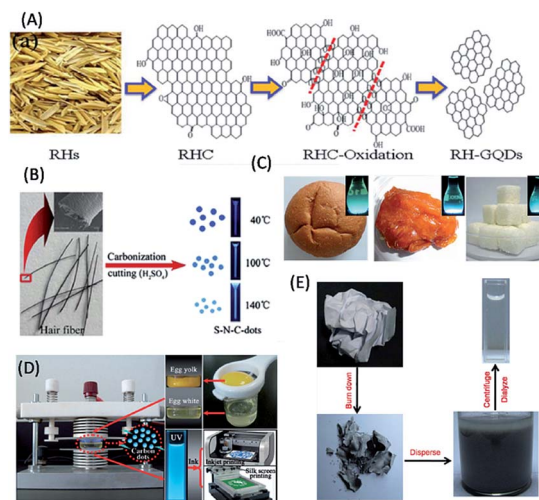 (A)
(a)
RHs
RHC
RHC-Oxidation
RH-GQDs
(B)
Hair fiber
Carbonization
cutting (H₂SO₄)
40℃
100℃
140℃
S-N-C-dots
(C)
(D)
Egg yolk
Egg white
Carbon
dots
UV
Ink
Inkjet printing
Silk screen
printing
(E)
Burn down
Disperse
Centrifuge
Dialyze